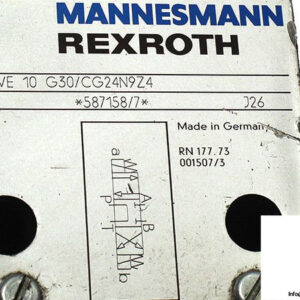 MANNESMANN
REXROTH
WE 10 G30/CG24N9Z4
*587158/7* J26
Made in Germany
RN 177.73
001507/3
a
A
B
P
T
b